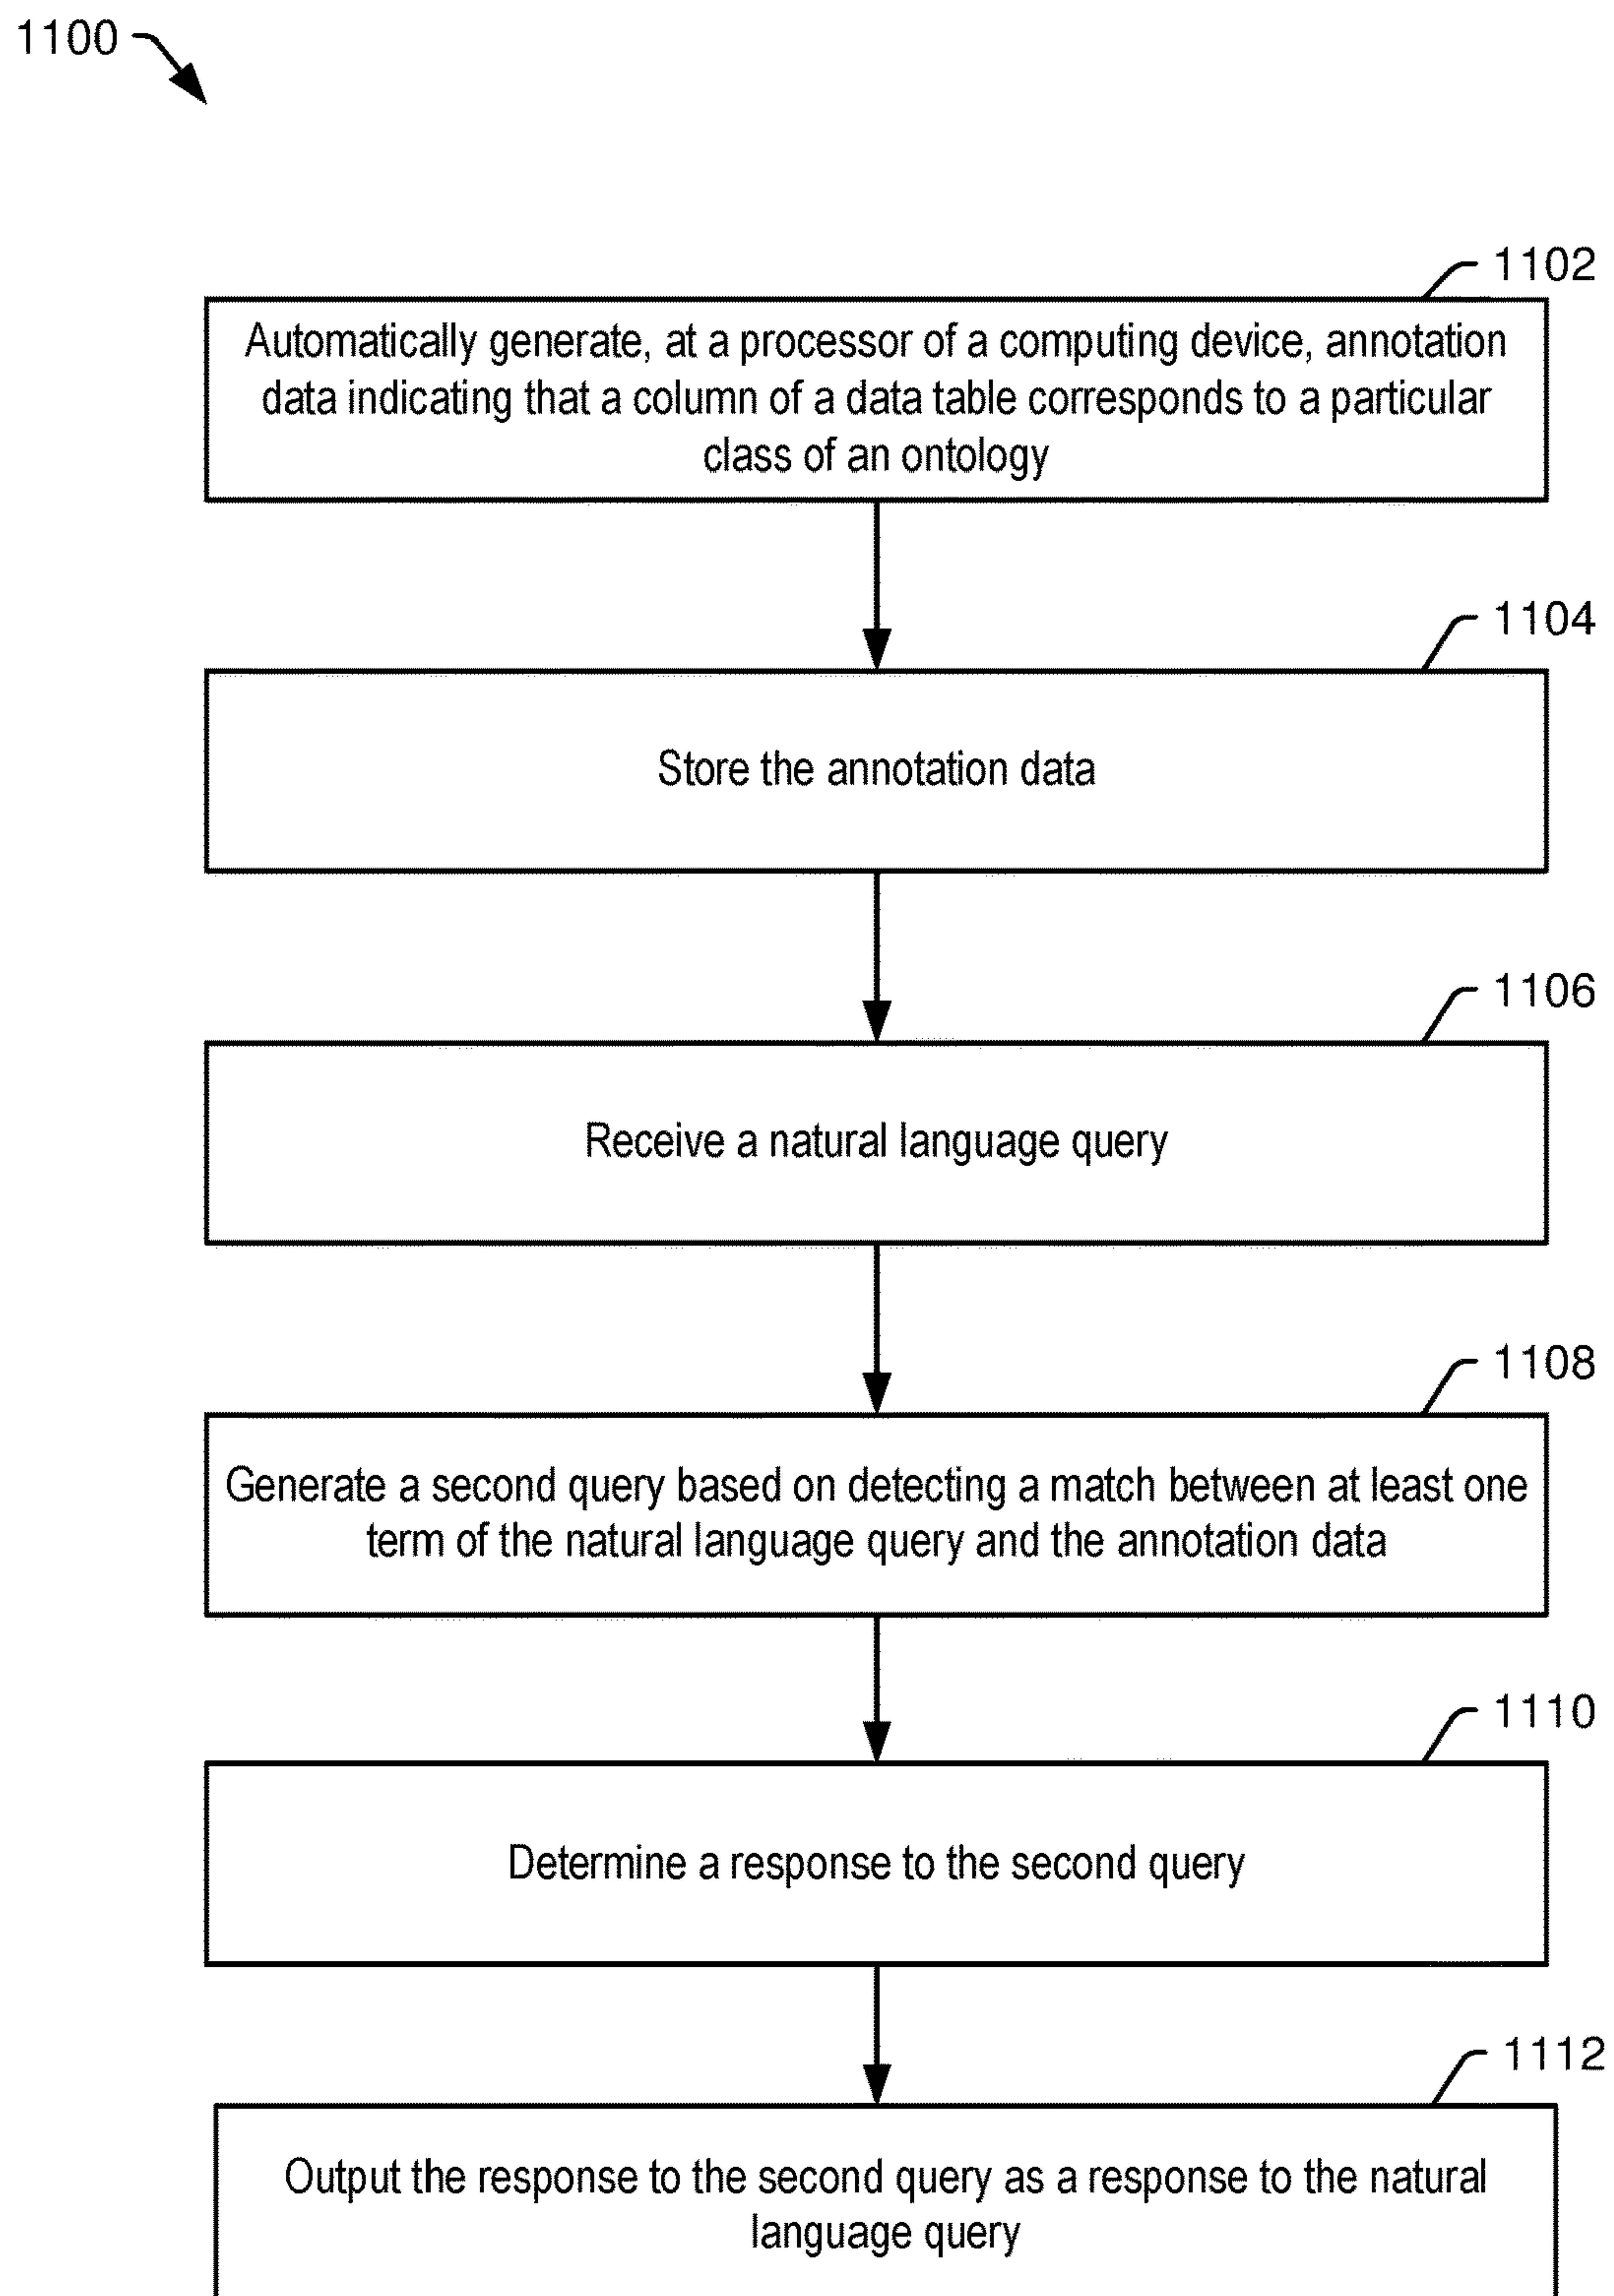 1100
1102
Automatically generate, at a processor of a computing device, annotation
data indicating that a column of a data table corresponds to a particular
class of an ontology
1104
Store the annotation data
1106
Receive a natural language query
1108
Generate a second query based on detecting a match between at least one
term of the natural language query and the annotation data
1110
Determine a response to the second query
1112
Output the response to the second query as a response to the natural
language query